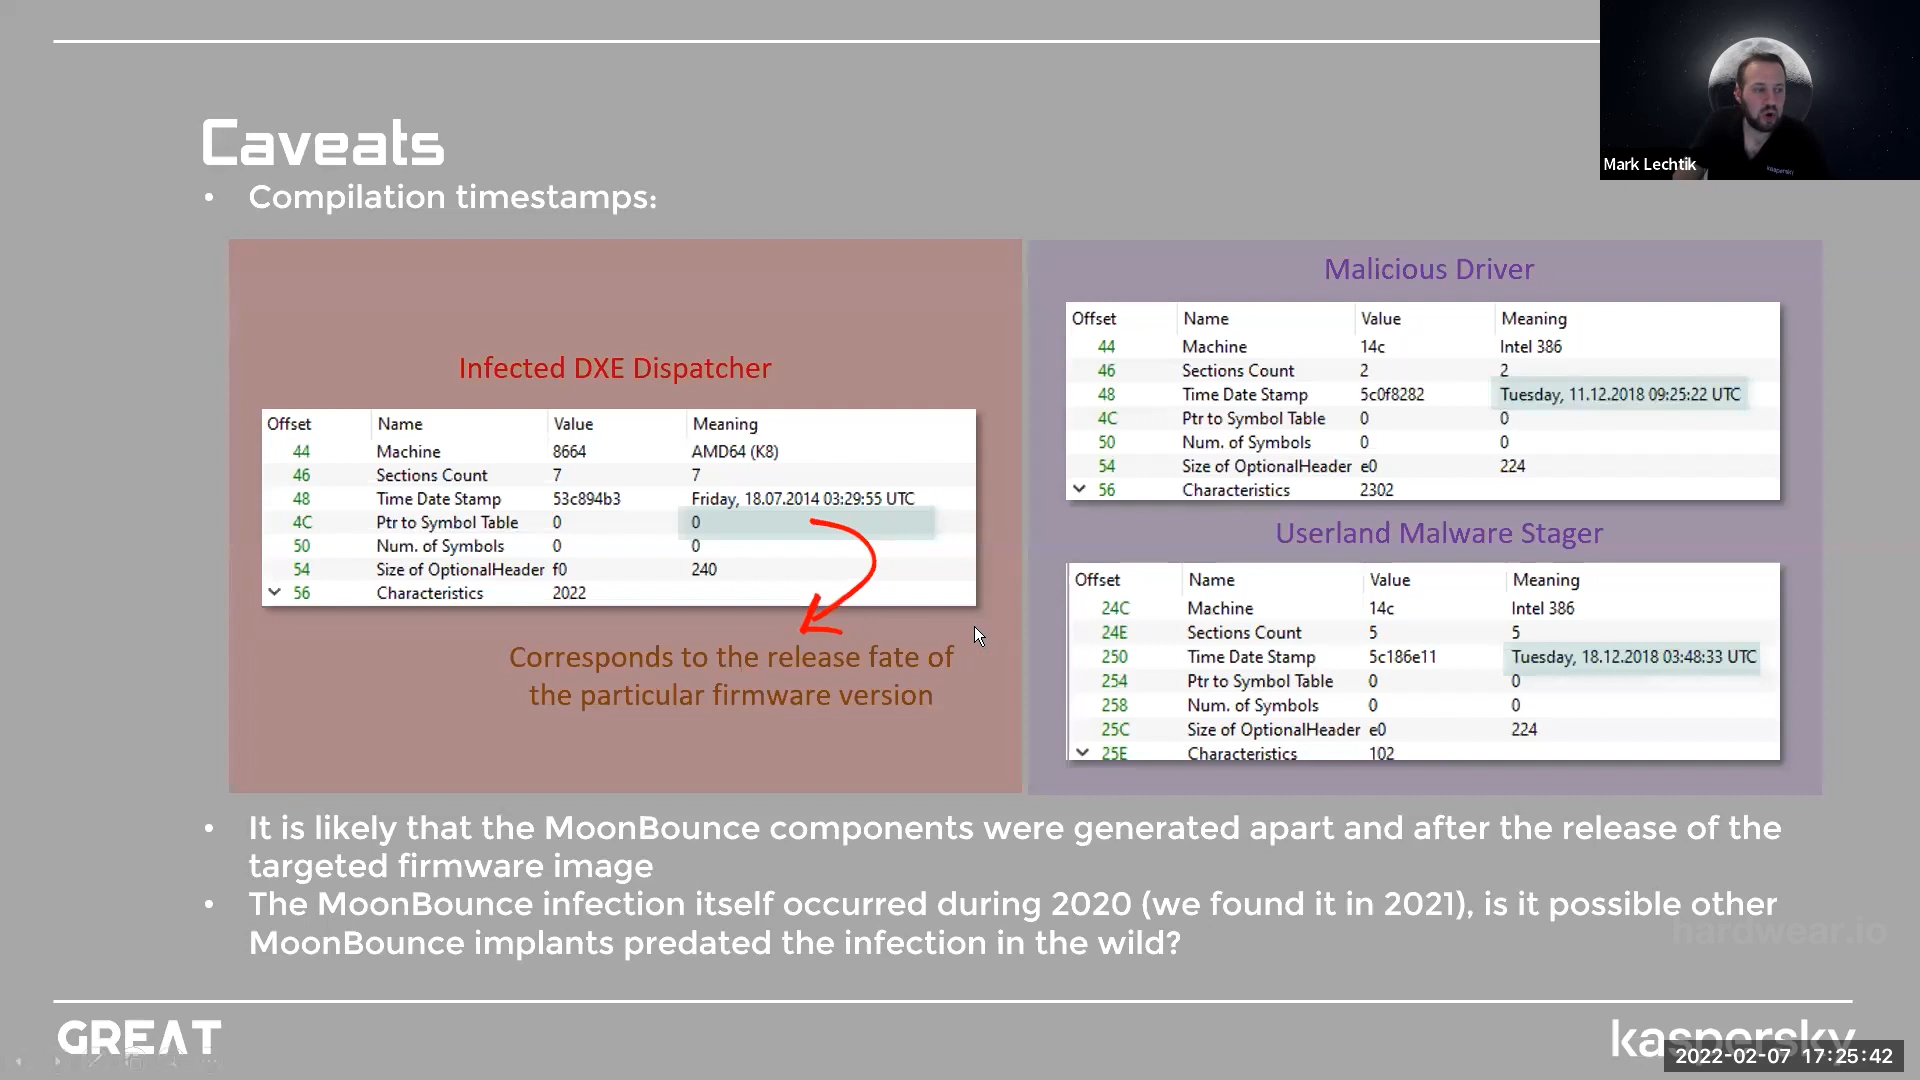 Mark Lechtik
kaspersky
Caveats
• Compilation timestamps:
Infected DXE Dispatcher
Offset Name Value Meaning
44 Machine 8664 AMD64 (K8)
46 Sections Count 7 7
48 Time Date Stamp 53c894b3 Friday, 18.07.2014 03:29:55 UTC
4C Ptr to Symbol Table 0 0
50 Num. of Symbols 0 0
54 Size of OptionalHeader f0 240
56 Characteristics 2022
Corresponds to the release fate of
the particular firmware version
Malicious Driver
Offset Name Value Meaning
44 Machine 14c Intel 386
46 Sections Count 2 2
48 Time Date Stamp 5c0f8282 Tuesday, 11.12.2018 09:25:22 UTC
4C Ptr to Symbol Table 0 0
50 Num. of Symbols 0 0
54 Size of OptionalHeader e0 224
56 Characteristics 2302
Userland Malware Stager
Offset Name Value Meaning
24C Machine 14c Intel 386
24E Sections Count 5 5
250 Time Date Stamp 5c186e11 Tuesday, 18.12.2018 03:48:33 UTC
254 Ptr to Symbol Table 0 0
258 Num. of Symbols 0 0
25C Size of OptionalHeader e0 224
25E Characteristics 102
• It is likely that the MoonBounce components were generated apart and after the release of the
targeted firmware image
• The MoonBounce infection itself occurred during 2020 (we found it in 2021), is it possible other
MoonBounce implants predated the infection in the wild?
hardwear.io
GREAT
kaspersky
2022-02-07 17:25:42